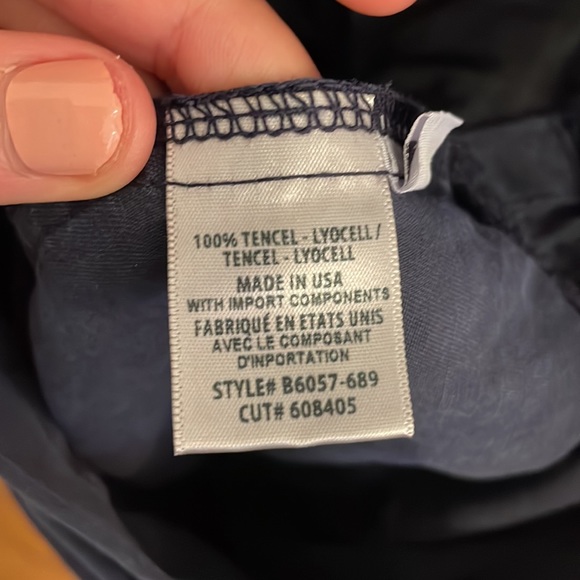 100% TENCEL - LYOCELL /
TENCEL - LYOCELL
MADE IN USA
WITH IMPORT COMPONENTS
FABRIQUÉ EN ETATS UNIS
AVEC LE COMPOSANT
D'INPORTATION
STYLE# B6057-689
CUT# 608405